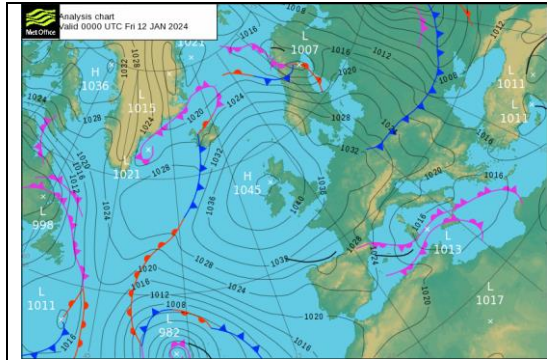 Met Office
Analysis chart
Valid 0000 UTC Fri 12 JAN 2024
1021
H
1036
L
1015
L
1021
L
998
L
1011
L
982
H
1045
L
1007
L
1011
L
1011
L
1013
L
1017
1032
1028
1024
1020
1016
1012
1008
1036
1040